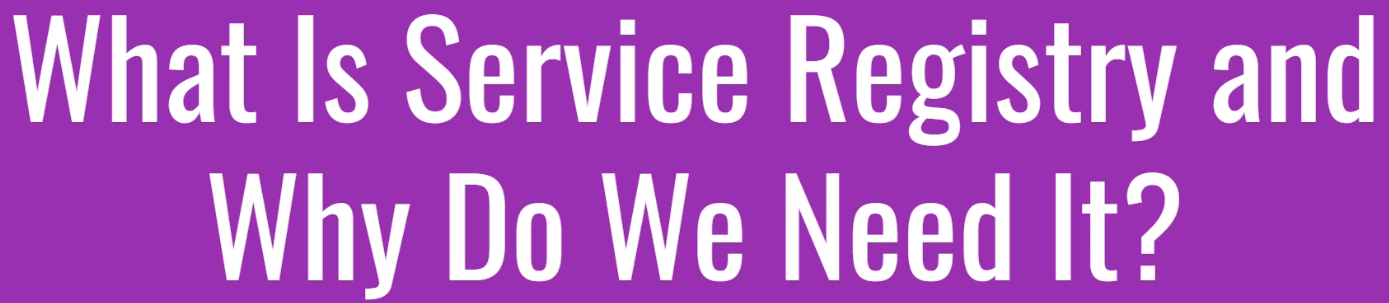 What Is Service Registry and
Why Do We Need It?